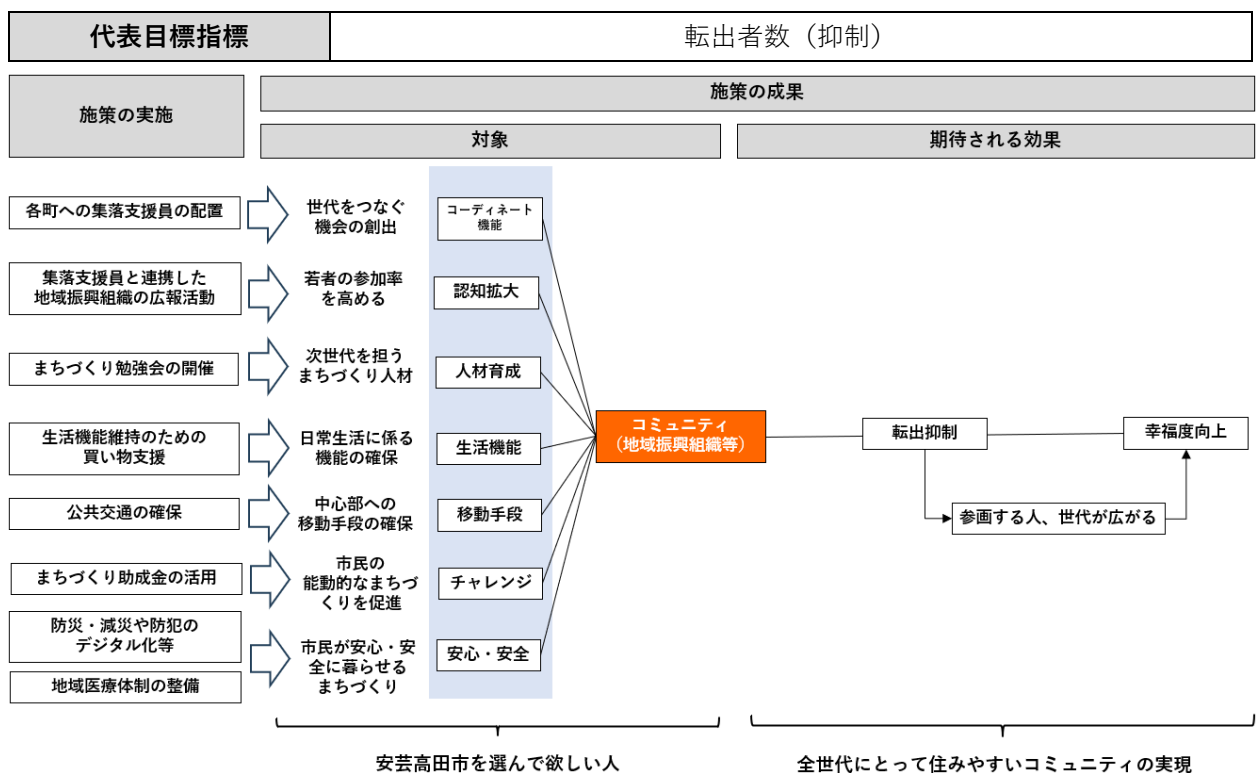 代表目標指標
転出者数（抑制）
施策の実施
施策の成果
対象
期待される効果
各町への集落支援員の配置
世代をつなぐ
機会の創出
コーディネート
機能
集落支援員と連携した
地域振興組織の広報活動
若者の参加率
を高める
認知拡大
まちづくり勉強会の開催
次世代を担う
まちづくり人材
人材育成
生活機能維持のための
買い物支援
日常生活に係る
機能の確保
生活機能
公共交通の確保
中心部への
移動手段の確保
移動手段
まちづくり助成金の活用
市民の
能動的なまちづ
くりを促進
チャレンジ
防災・減災や防犯の
デジタル化等
地域医療体制の整備
市民が安心・安
全に暮らせる
まちづくり
安心・安全
コミュニティ
（地域振興組織等）
転出抑制
幸福度向上
参画する人、世代が広がる
安芸高田市を選んで欲しい人
全世代にとって住みやすいコミュニティの実現